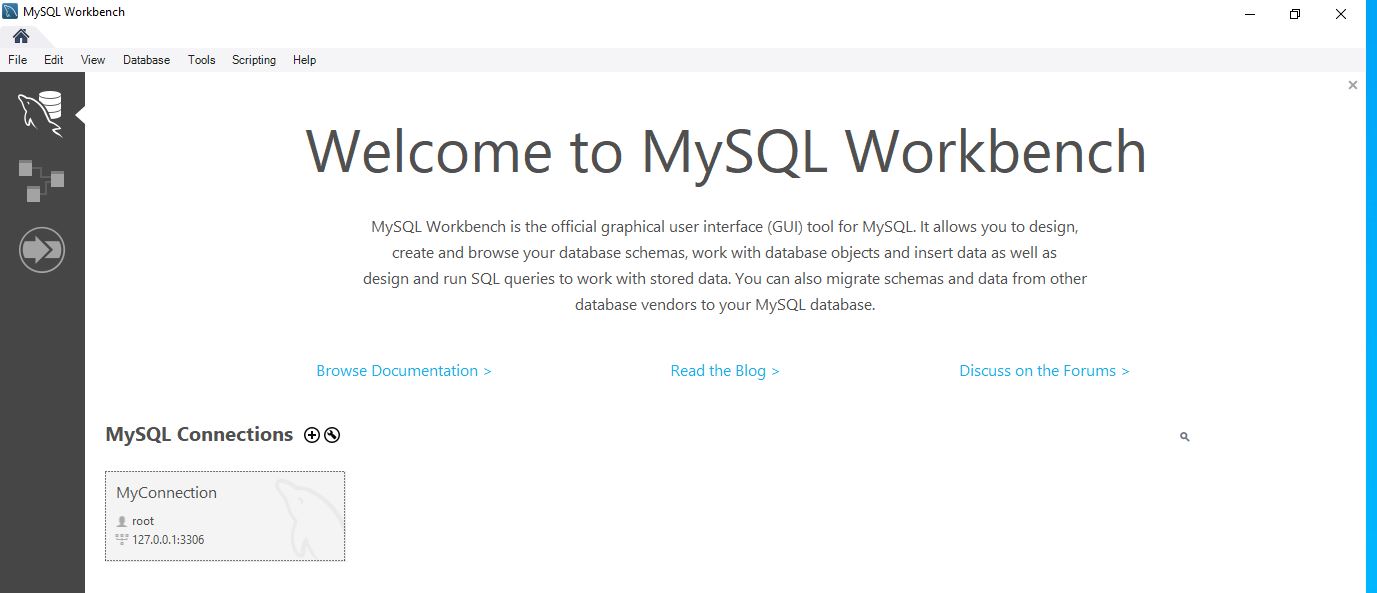 MySQL Workbench
File Edit View Database Tools Scripting Help
Welcome to MySQL Workbench
MySQL Workbench is the official graphical user interface (GUI) tool for MySQL. It allows you to design,
create and browse your database schemas, work with database objects and insert data as well as
design and run SQL queries to work with stored data. You can also migrate schemas and data from other
database vendors to your MySQL database.
Browse Documentation > Read the Blog > Discuss on the Forums >
MySQL Connections
MyConnection
root
127.0.0.1:3306